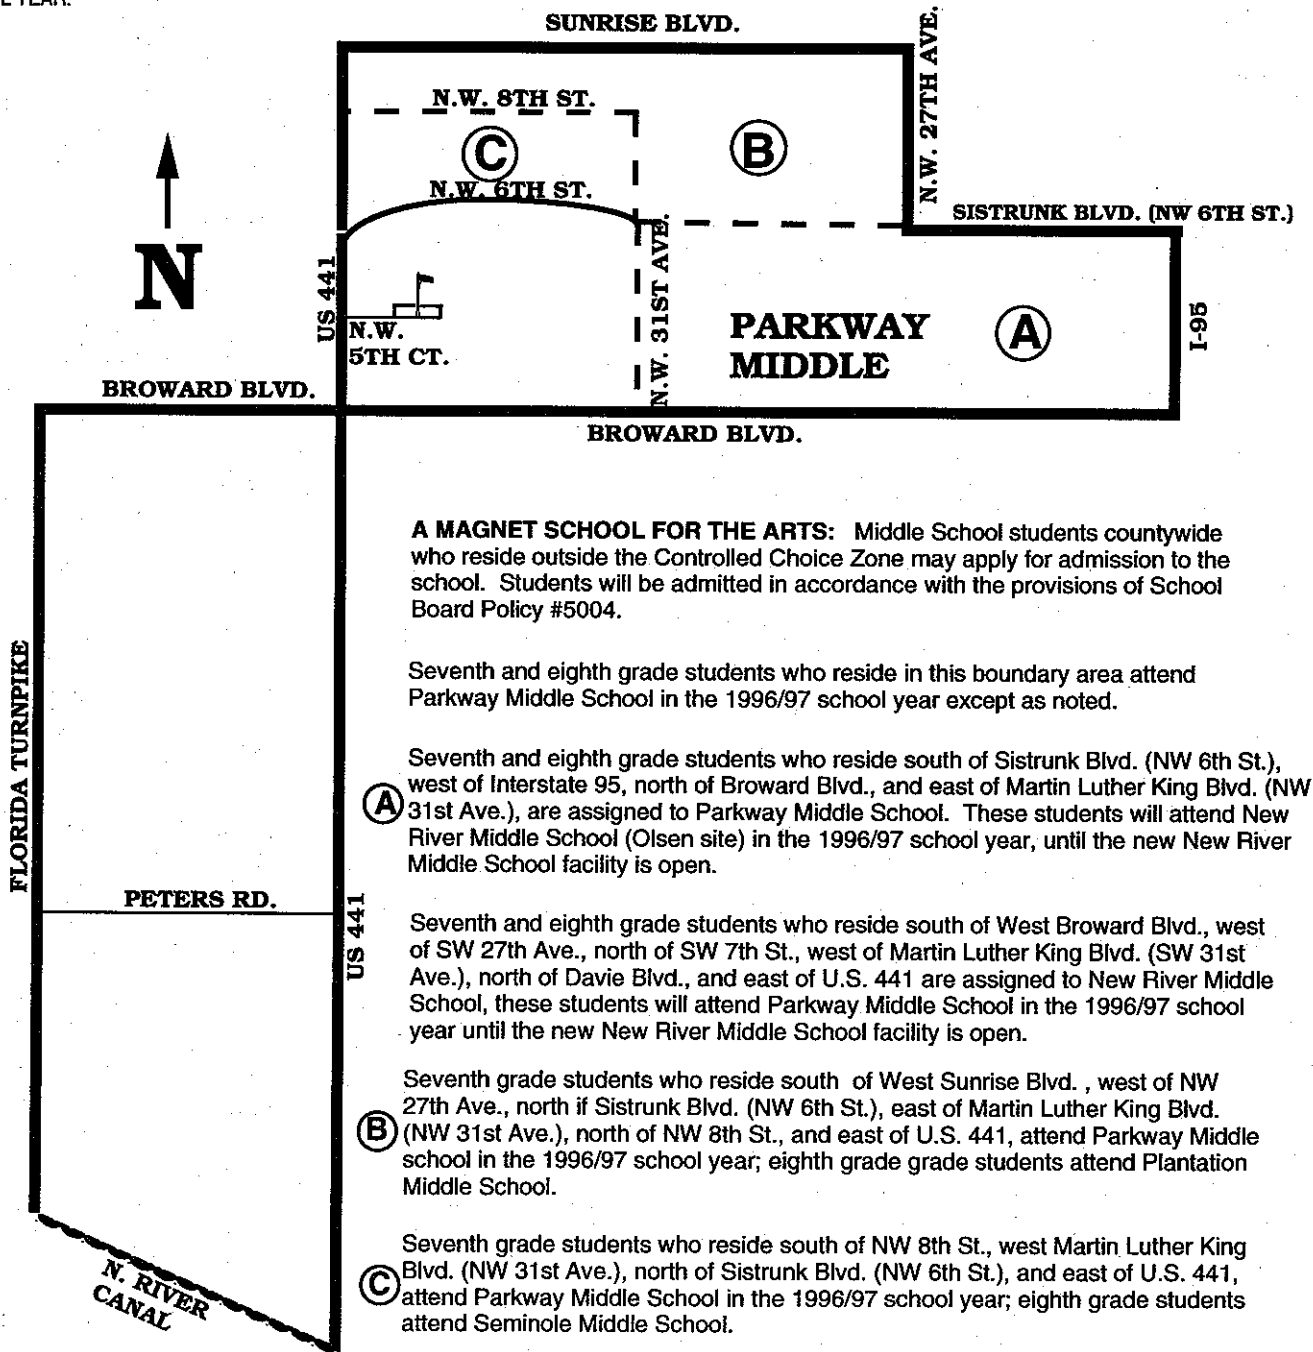 E YEAR.
SUNRISE BLVD.
N.W. 27TH AVE.
N.W. 8TH ST.
C
B
N.W. 6TH ST.
SISTRUNK BLVD. (NW 6TH ST.)
N
US 441
N.W. 31ST AVE.
I-95
N.W.
5TH CT.
PARKWAY
MIDDLE
A
BROWARD BLVD.
BROWARD BLVD.
A MAGNET SCHOOL FOR THE ARTS: Middle School students countywide
who reside outside the Controlled Choice Zone may apply for admission to the
school. Students will be admitted in accordance with the provisions of School
Board Policy #5004.
Seventh and eighth grade students who reside in this boundary area attend
Parkway Middle School in the 1996/97 school year except as noted.
FLORIDA TURNPIKE
Seventh and eighth grade students who reside south of Sistrunk Blvd. (NW 6th St.),
west of Interstate 95, north of Broward Blvd., and east of Martin Luther King Blvd. (NW
A 31st Ave.), are assigned to Parkway Middle School. These students will attend New
River Middle School (Olsen site) in the 1996/97 school year, until the new New River
Middle School facility is open.
PETERS RD.
US 441
Seventh and eighth grade students who reside south of West Broward Blvd., west
of SW 27th Ave., north of SW 7th St., west of Martin Luther King Blvd. (SW 31st
Ave.), north of Davie Blvd., and east of U.S. 441 are assigned to New River Middle
School, these students will attend Parkway Middle School in the 1996/97 school
year until the new New River Middle School facility is open.
Seventh grade students who reside south of West Sunrise Blvd. , west of NW
27th Ave., north if Sistrunk Blvd. (NW 6th St.), east of Martin Luther King Blvd.
B (NW 31st Ave.), north of NW 8th St., and east of U.S. 441, attend Parkway Middle
school in the 1996/97 school year; eighth grade grade students attend Plantation
Middle School.
Seventh grade students who reside south of NW 8th St., west Martin Luther King
C Blvd. (NW 31st Ave.), north of Sistrunk Blvd. (NW 6th St.), and east of U.S. 441,
attend Parkway Middle School in the 1996/97 school year; eighth grade students
attend Seminole Middle School.
N. RIVER
CANAL